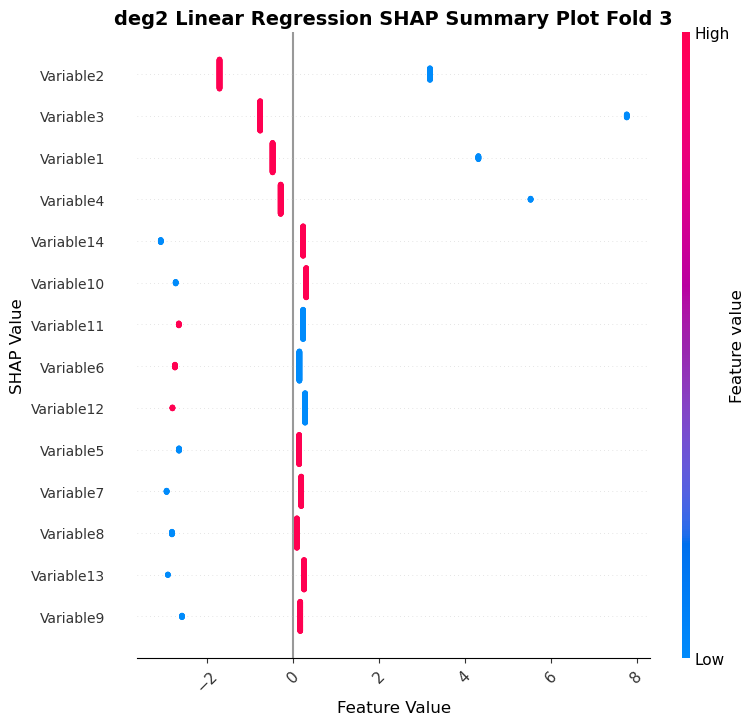 deg2 Linear Regression SHAP Summary Plot Fold 3
High
Variable2
Variable3
Variable1
Variable4
Variable14
Variable10
Variable11
Variable6
Variable12
Variable5
Variable7
Variable8
Variable13
Variable9
SHAP Value
Feature value
Low
−2 0 2 4 6 8
Feature Value